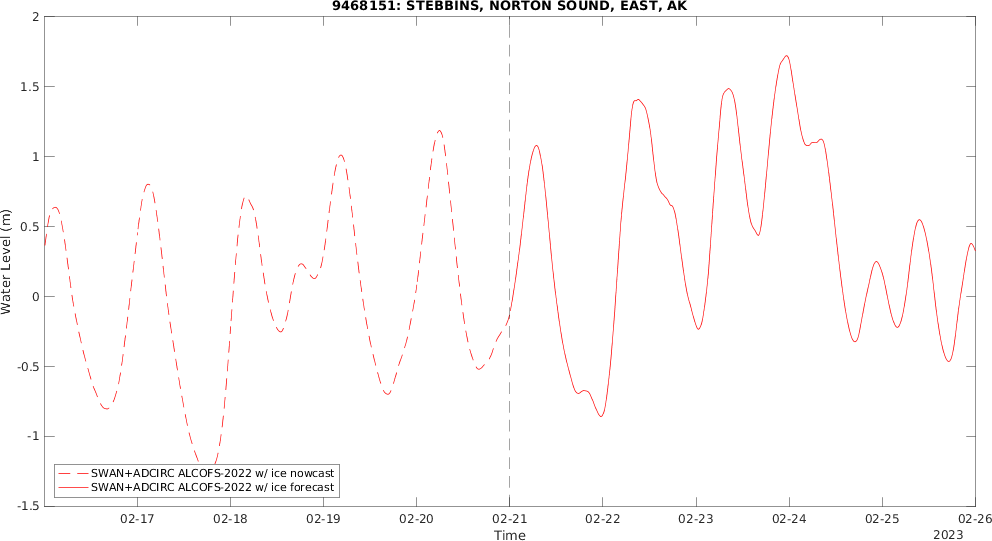 9468151: STEBBINS, NORTON SOUND, EAST, AK
Water Level (m)
2
1.5
1
0.5
0
-0.5
-1
-1.5
SWAN+ADCIRC ALCOFS-2022 w/ ice nowcast
SWAN+ADCIRC ALCOFS-2022 w/ ice forecast
02-17 02-18 02-19 02-20 02-21 02-22 02-23 02-24 02-25 02-26
Time
2023